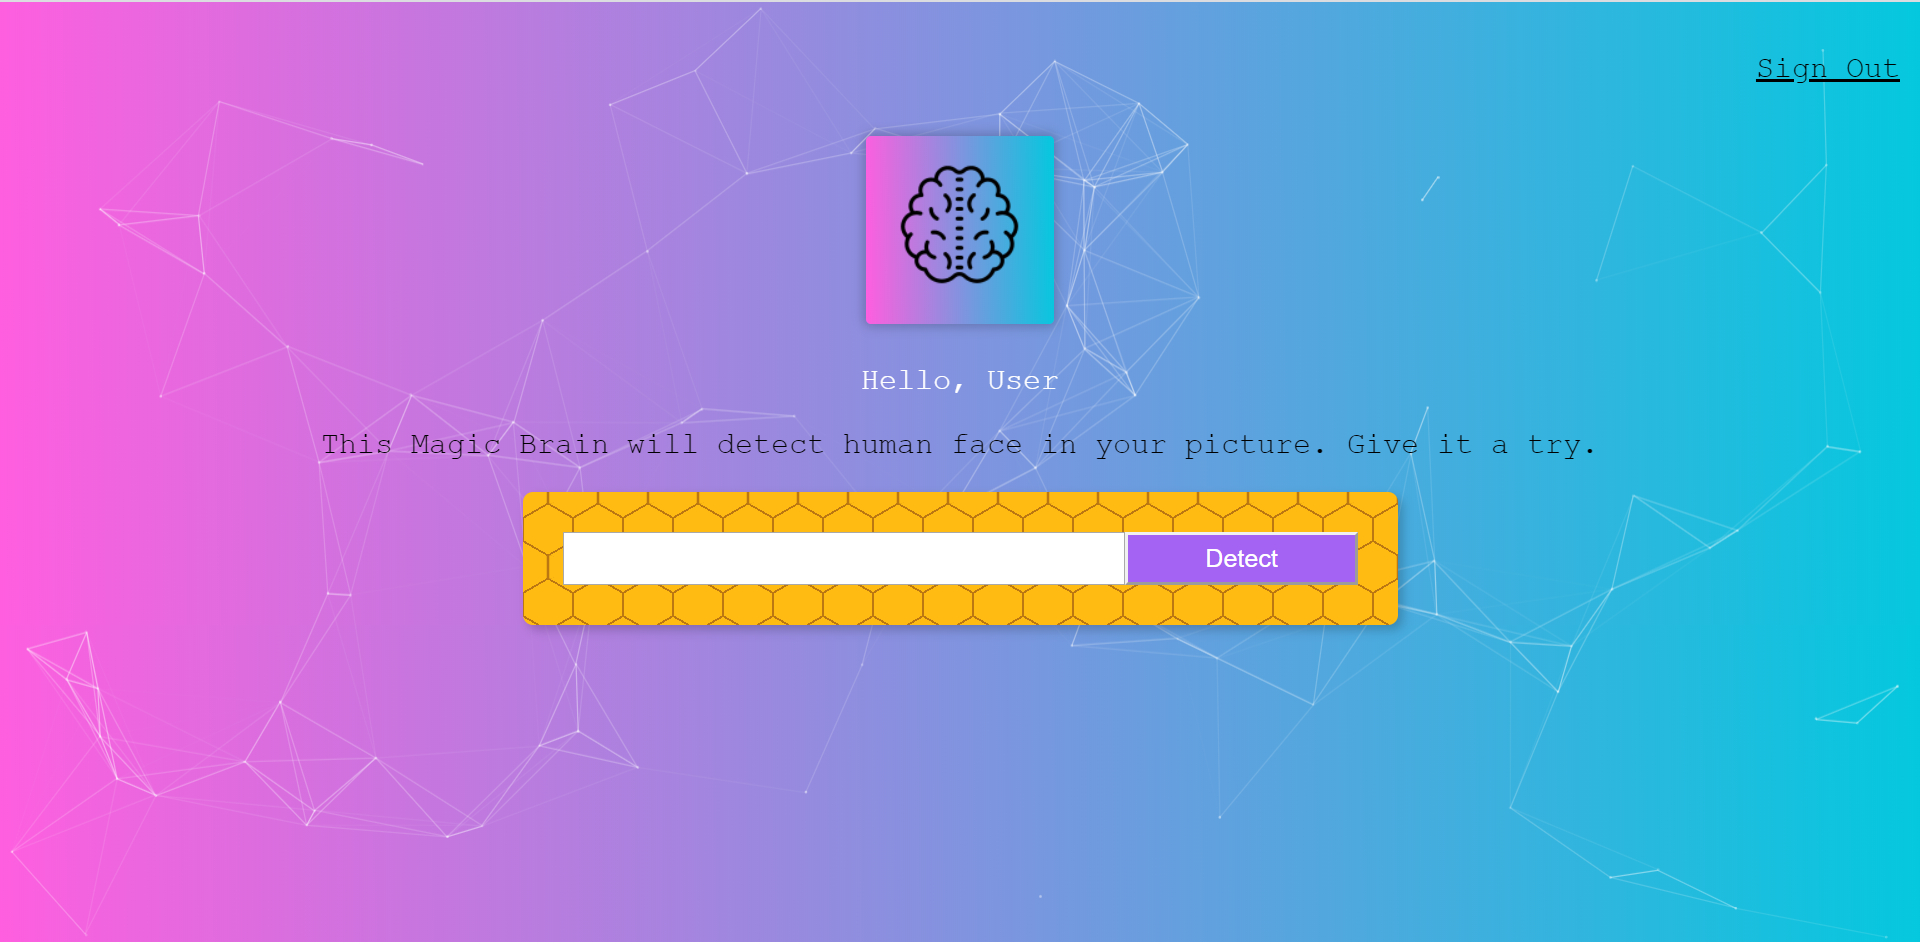 Sign Out
Hello, User
This Magic Brain will detect human face in your picture. Give it a try.
Detect